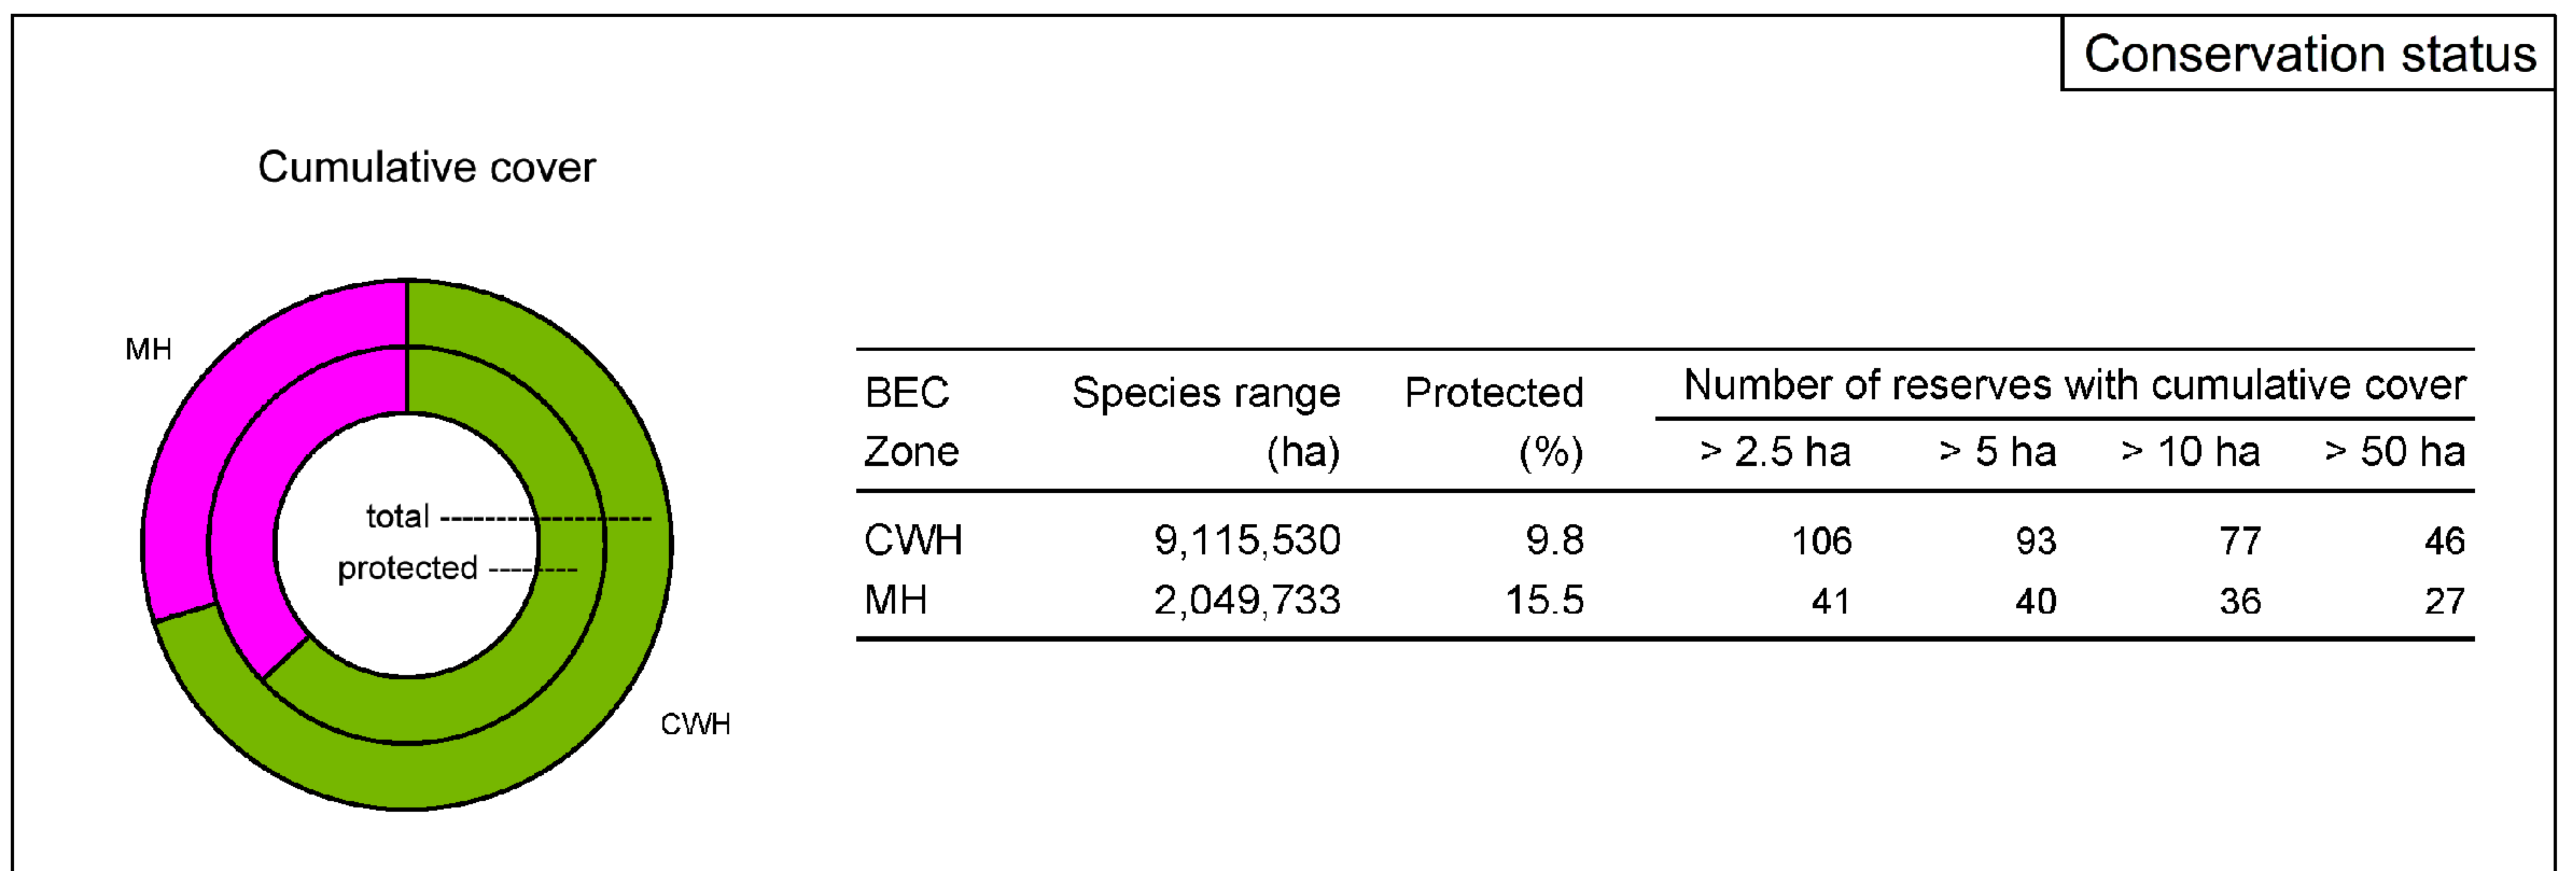 Conservation status
Cumulative cover
MH
total
protected
CWH
BEC Species range Protected Number of reserves with cumulative cover
Zone (ha) (%) > 2.5 ha > 5 ha > 10 ha > 50 ha
CWH 9,115,530 9.8 106 93 77 46
MH 2,049,733 15.5 41 40 36 27